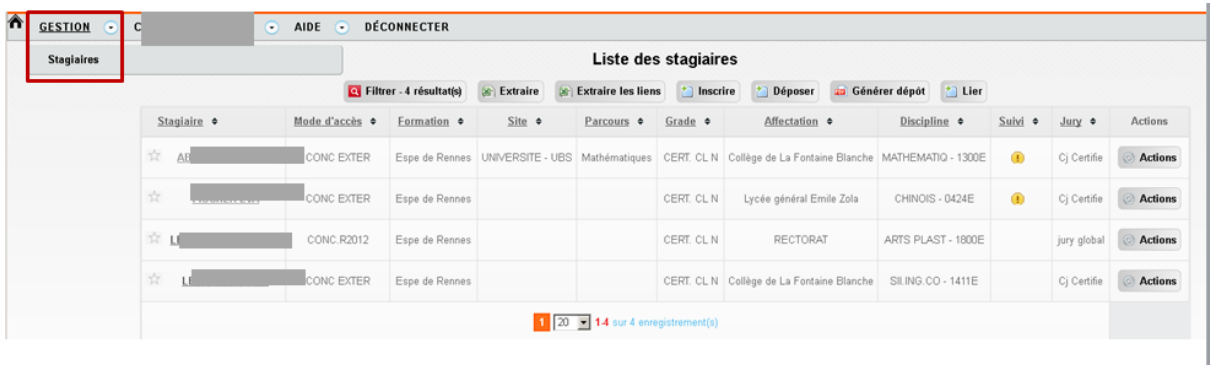 GESTION C AIDE DÉCONNECTER
Stagiaires
Liste des stagiaires
Filtrer - 4 résultat(s) Extraire Extraire les liens Inscrire Déposer Générer dépôt Lier
Stagiaire Mode d'accès Formation Site Parcours Grade Affectation Discipline Suivi Jury Actions
AB CONC EXTER Espe de Rennes UNIVERSITE - UBS Mathématiques CERT. CL N Collège de La Fontaine Blanche MATHEMATIQ - 1300E Cj Certifie Actions
CONC EXTER Espe de Rennes CERT. CL N Lycée général Emile Zola CHINOIS - 0424E Cj Certifie Actions
CONC.R2012 Espe de Rennes CERT. CL N RECTORAT ARTS PLAST - 1800E jury global Actions
LE CONC EXTER Espe de Rennes CERT. CL N Collège de La Fontaine Blanche SII.ING.CO - 1411E Cj Certifie Actions
1 20 1-4 sur 4 enregistrement(s)